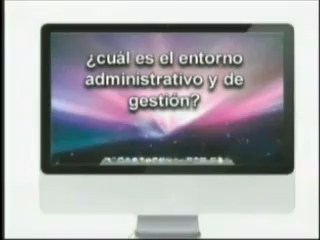 ¿cuál es el entorno
administrativo y de
gestión?